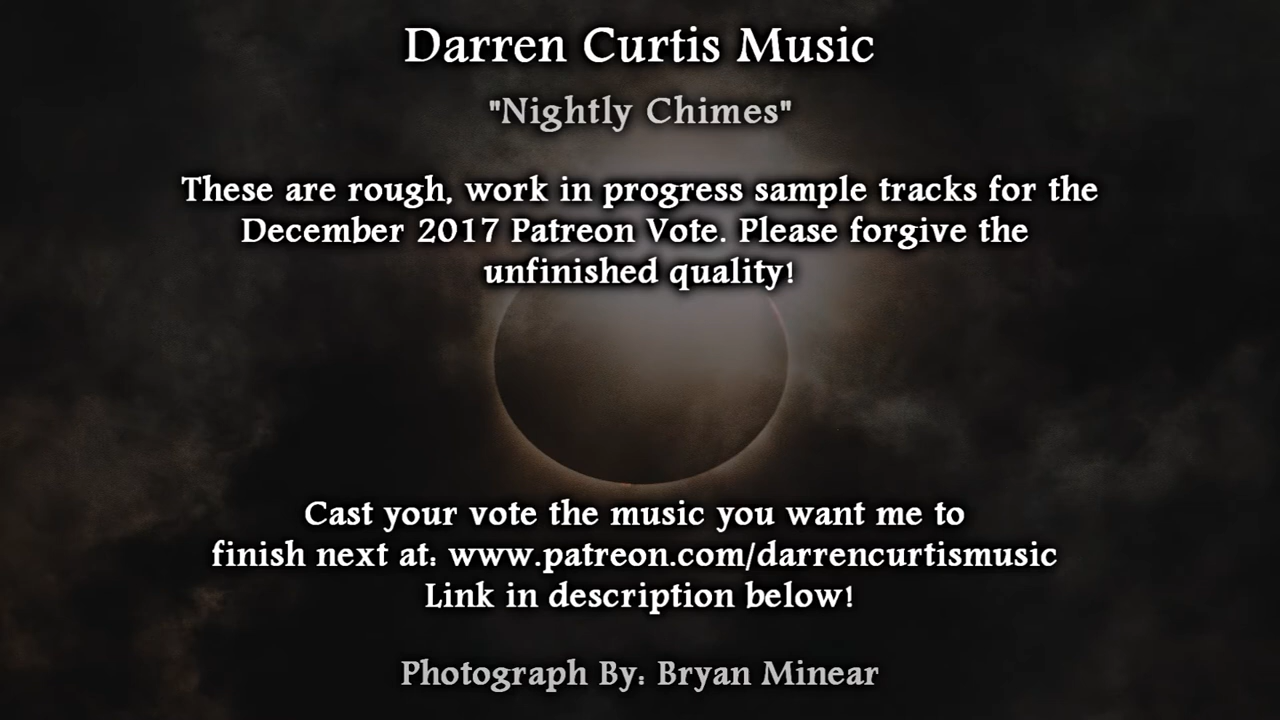 Darren Curtis Music
"Nightly Chimes"
These are rough, work in progress sample tracks for the
December 2017 Patreon Vote. Please forgive the
unfinished quality!
Cast your vote the music you want me to
finish next at: www.patreon.com/darrencurtismusic
Link in description below!
Photograph By: Bryan Minear